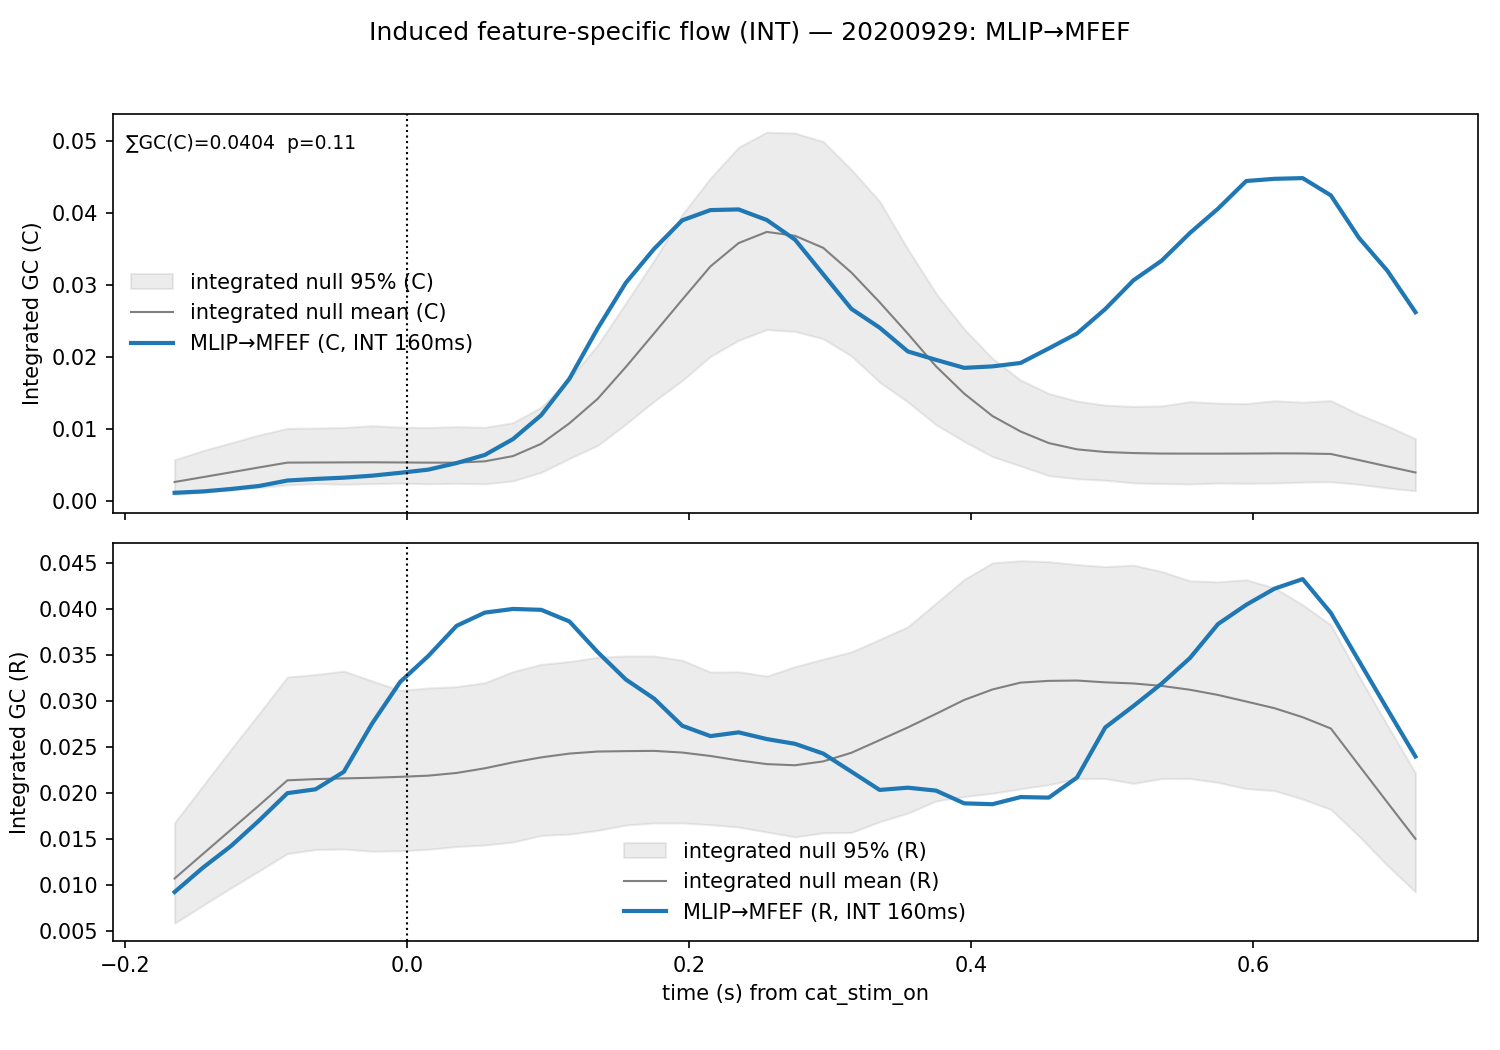 Induced feature-specific flow (INT) — 20200929: MLIP→MFEF
Integrated GC (C)
0.05
0.04
0.03
0.02
0.01
0.00
∑GC(C)=0.0404 p=0.11
integrated null 95% (C)
integrated null mean (C)
MLIP→MFEF (C, INT 160ms)
Integrated GC (R)
0.045
0.040
0.035
0.030
0.025
0.020
0.015
0.010
0.005
integrated null 95% (R)
integrated null mean (R)
MLIP→MFEF (R, INT 160ms)
−0.2 0.0 0.2 0.4 0.6
time (s) from cat_stim_on